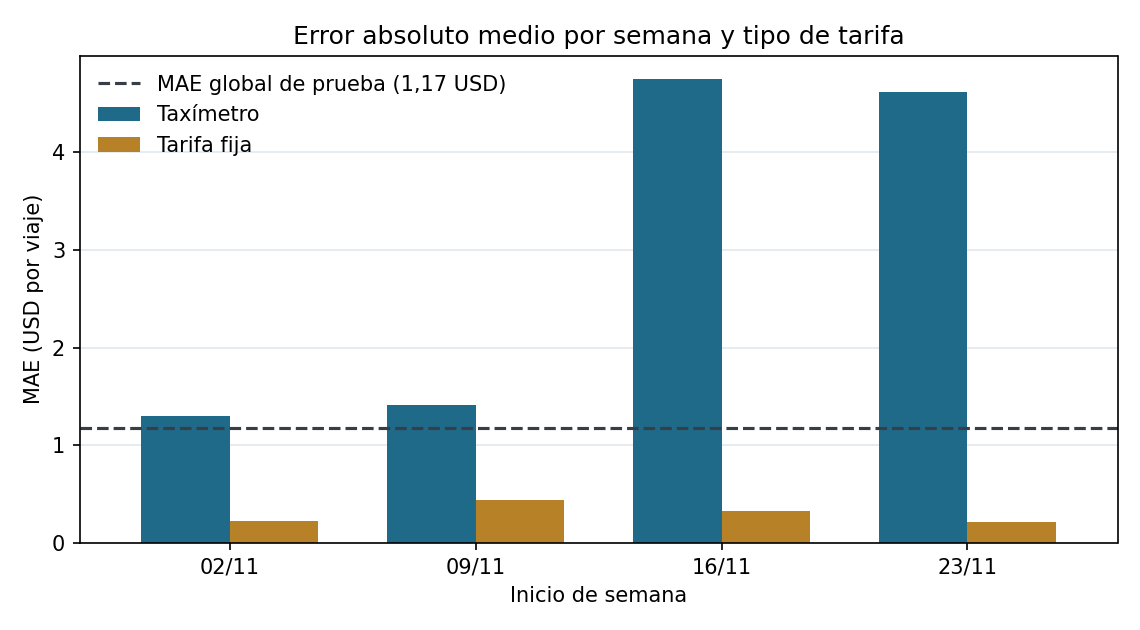 Error absoluto medio por semana y tipo de tarifa
MAE global de prueba (1,17 USD)
Taxímetro
Tarifa fija
MAE (USD por viaje)
4
3
2
1
0
02/11
09/11
16/11
23/11
Inicio de semana